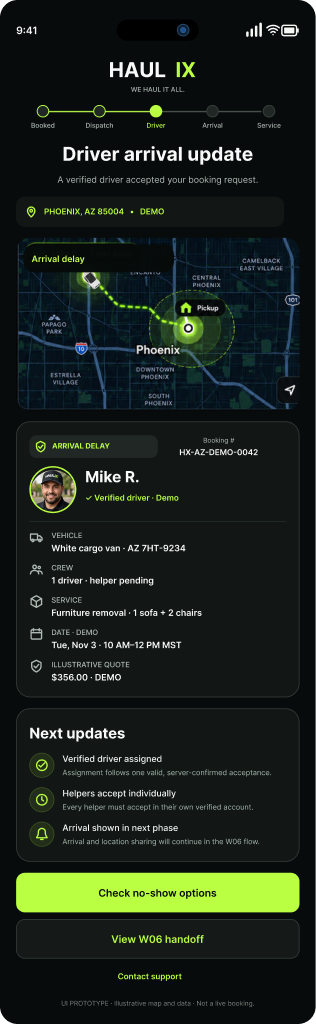 9:41
HAUL IX
WE HAUL IT ALL.
Booked Dispatch Driver Arrival Service
Driver arrival update
A verified driver accepted your booking request.
PHOENIX, AZ 85004 • DEMO
Arrival delay
ENCANTO
CAMELBACK
EAST VILLAGE
CENTRAL
PHOENIX
101
Pickup
PAPAGO
PARK
10
Phoenix
ESTRELLA
VILLAGE
DOWNTOWN
PHOENIX
SOUTH
PHOENIX
ARRIVAL DELAY
Booking #
HX-AZ-DEMO-0042
Mike R.
✓ Verified driver · Demo
VEHICLE
White cargo van · AZ 7HT-9234
CREW
1 driver · helper pending
SERVICE
Furniture removal · 1 sofa + 2 chairs
DATE · DEMO
Tue, Nov 3 · 10 AM–12 PM MST
ILLUSTRATIVE QUOTE
$356.00 · DEMO
Next updates
Verified driver assigned
Assignment follows one valid, server-confirmed acceptance.
Helpers accept individually
Every helper must accept in their own verified account.
Arrival shown in next phase
Arrival and location sharing will continue in the W06 flow.
Check no-show options
View W06 handoff
Contact support
UI PROTOTYPE · Illustrative map and data · Not a live booking.